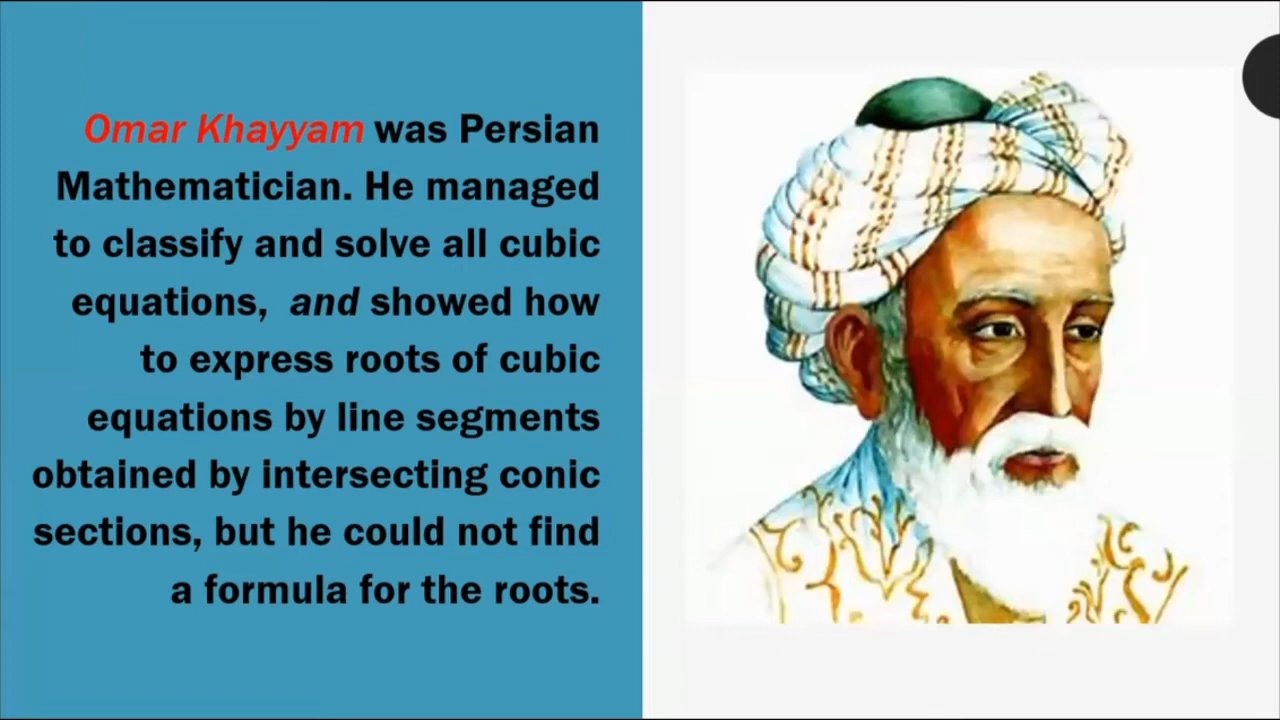 Omar Khayyam was Persian
Mathematician. He managed
to classify and solve all cubic
equations,  and showed how
to express roots of cubic
equations by line segments
obtained by intersecting conic
sections, but he could not find
a formula for the roots.